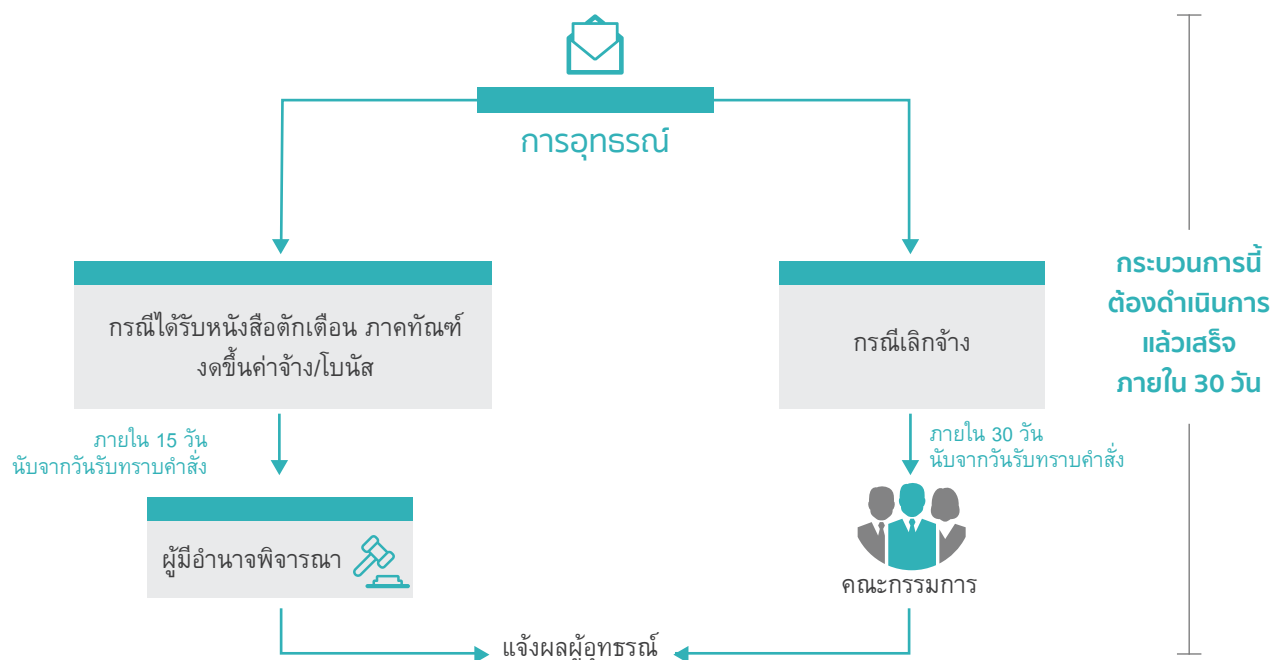 การอุทธรณ์
กรณีได้รับหนังสือตักเตือน ภาคทัณฑ์
งดขึ้นค่าจ้าง/โบนัส
กรณีเลิกจ้าง
กระบวนการนี้
ต้องดำเนินการ
แล้วเสร็จ
ภายใน 30 วัน
ภายใน 15 วัน
นับจากวันรับทราบคำสั่ง
ภายใน 30 วัน
นับจากวันรับทราบคำสั่ง
ผู้มีอำนาจพิจารณา
คณะกรรมการ
แจ้งผลผู้อุทธรณ์